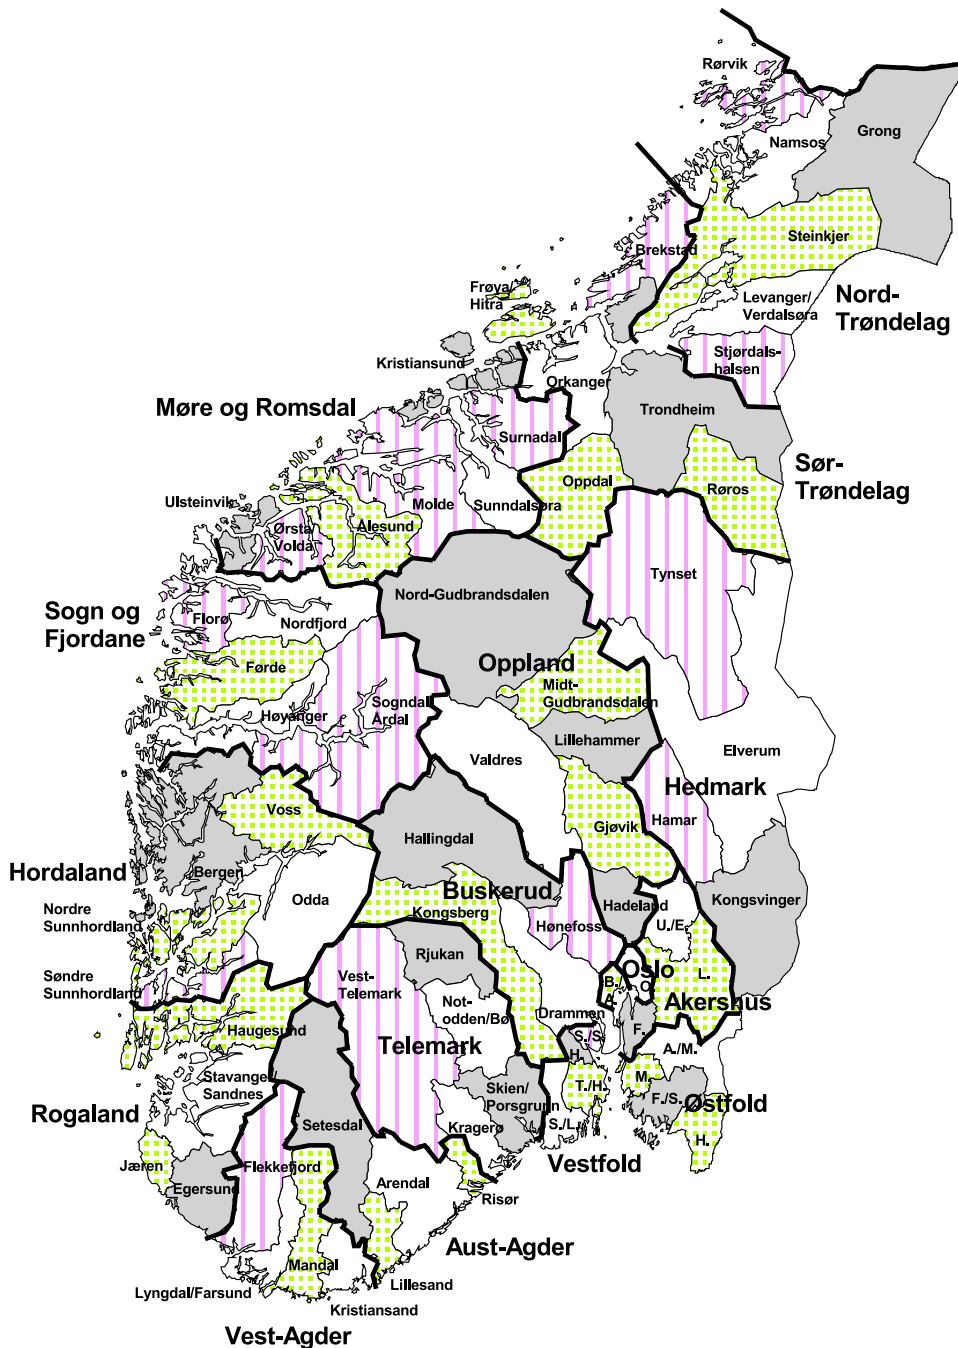 Rørvik
Grong
Namsos
Steinkjer
Brekstad
Frøya/
Hitra
Levanger/
Verdalsøra
Nord-
Trøndelag
Stjørdals-
halsen
Kristiansund
Orkanger
Trondheim
Møre og Romsdal
Surnadal
Sør-
Trøndelag
Oppdal
Røros
Ulsteinvik
Molde
Sunndalsøra
Ørsta/
Volda
Ålesund
Tynset
Nord-Gudbrandsdalen
Sogn og
Fjordane
Florø
Nordfjord
Førde
Oppland
Midt-
Gudbrandsdalen
Høyanger
Sogndal/
Årdal
Lillehammer
Elverum
Valdres
Hedmark
Voss
Hallingdal
Gjøvik
Hamar
Hordaland
Bergen
Odda
Buskerud
Kongsberg
Hadeland
Kongsvinger
Nordre
Sunnhordland
Hønefoss
U./E.
Rjukan
Søndre
Sunnhordland
Vest-
Telemark
Oslo
B./
A.
O.
L.
Akershus
Not-
odden/Bø
Drammen
Haugesund
S./S.
F.
H.
A./M.
Telemark
Stavanger/
Sandnes
Skien/
Porsgrunn
T./H.
M.
F./S.
Østfold
Rogaland
Setesdal
Kragerø
S./L.
H.
Vestfold
Jæren
Flekkefjord
Egersund
Arendal
Risør
Aust-Agder
Mandal
Lillesand
Lyngdal/Farsund
Kristiansand
Vest-Agder